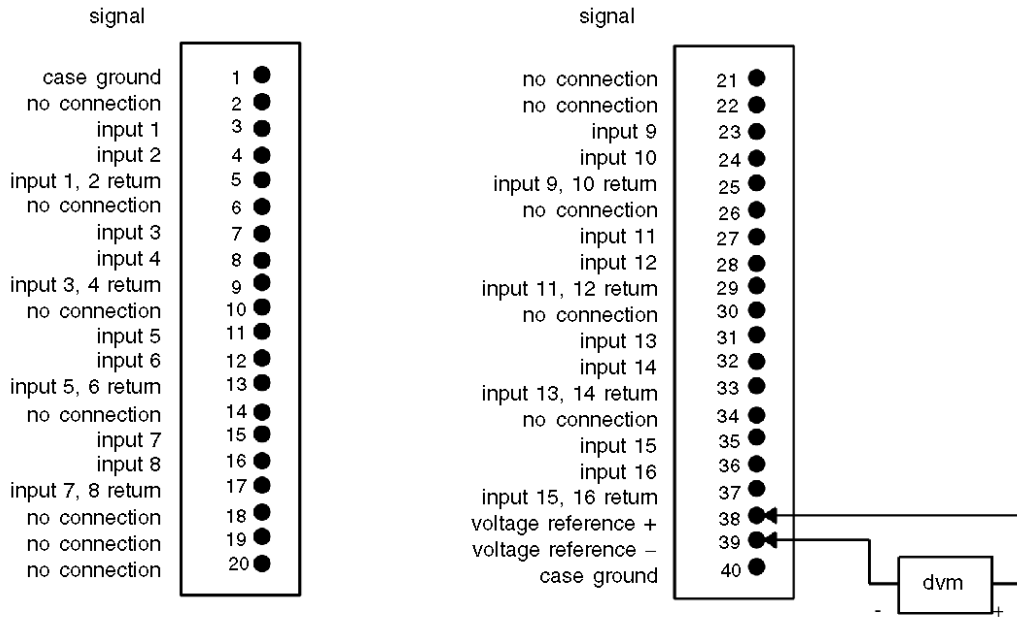 signal
case ground 1
no connection 2
input 1 3
input 2 4
input 1, 2 return 5
no connection 6
input 3 7
input 4 8
input 3, 4 return 9
no connection 10
input 5 11
input 6 12
input 5, 6 return 13
no connection 14
input 7 15
input 8 16
input 7, 8 return 17
no connection 18
no connection 19
no connection 20
signal
no connection 21
no connection 22
input 9 23
input 10 24
input 9, 10 return 25
no connection 26
input 11 27
input 12 28
input 11, 12 return 29
no connection 30
input 13 31
input 14 32
input 13, 14 return 33
no connection 34
input 15 35
input 16 36
input 15, 16 return 37
voltage reference + 38
voltage reference – 39
case ground 40
dvm
- +